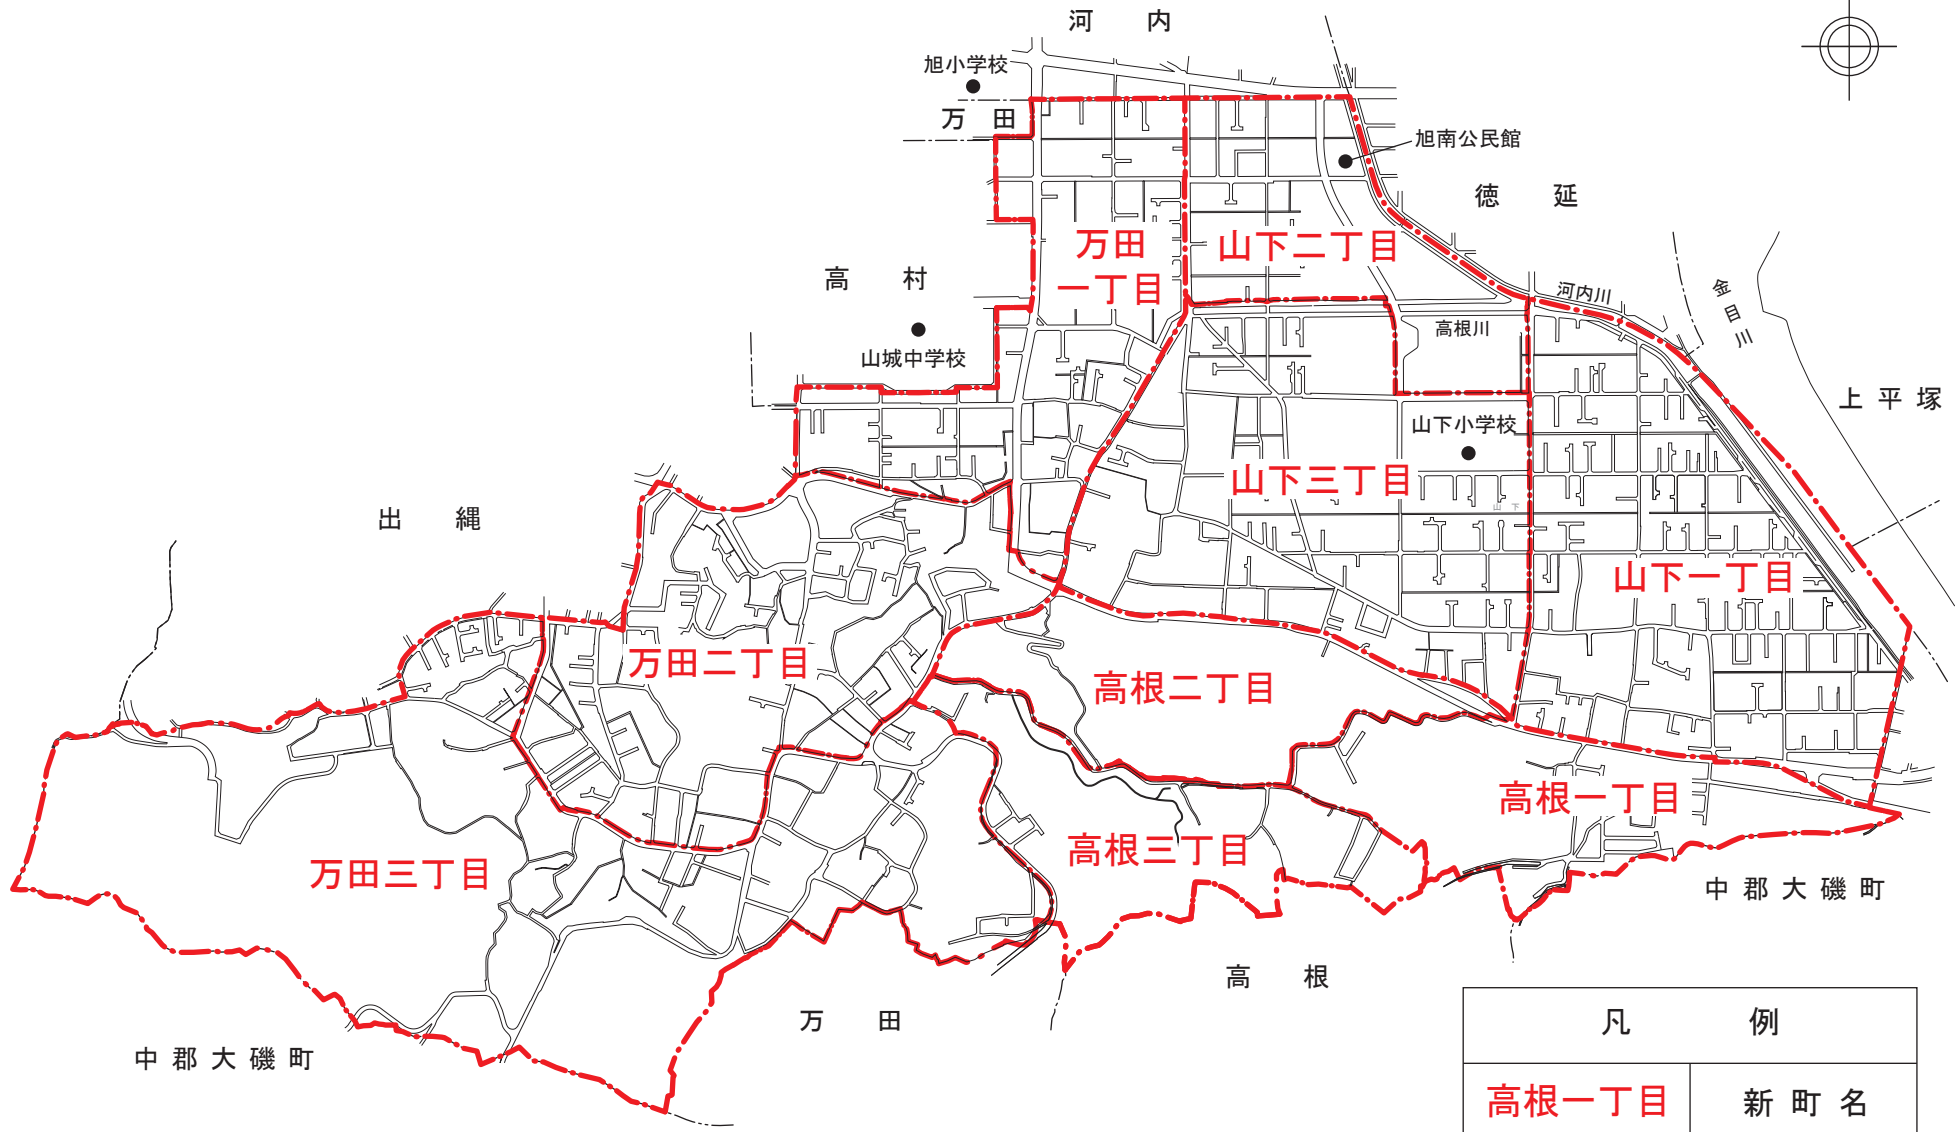 河 内
旭小学校
万 田
旭南公民館
徳 延
万田
一丁目
山下二丁目
高 村
河内川
金目川
高根川
山城中学校
上平塚
山下小学校
山下三丁目
山 下
出 縄
山下一丁目
万田二丁目
高根二丁目
高根一丁目
高根三丁目
万田三丁目
中郡大磯町
高 根
万 田
中郡大磯町
凡 例
高根一丁目 新町名